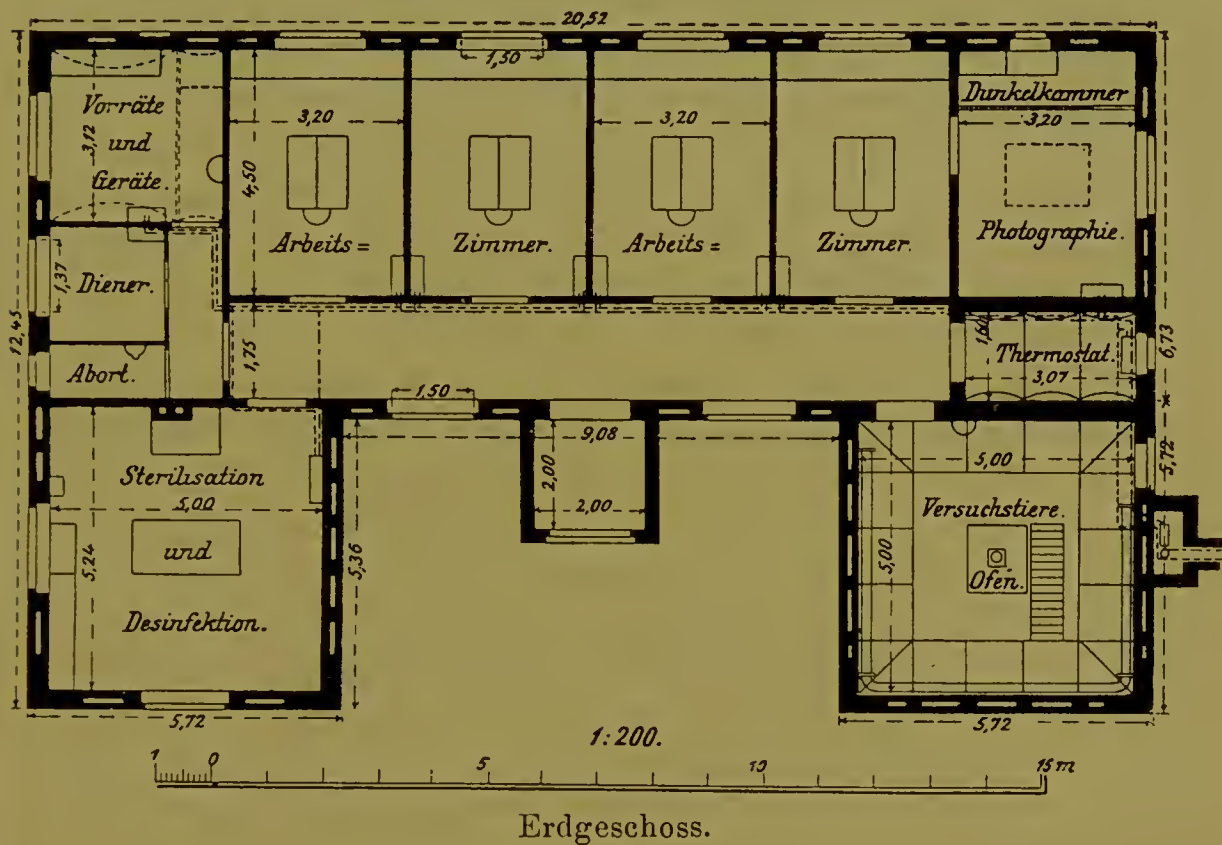 20,52
1,50
Vorräte
und
Geräte.
3,12
3,20
4,50
Arbeits=
Zimmer.
3,20
Arbeits=
Zimmer.
Dunkelkammer
3,20
Photographie.
12,45
1,37
Diener.
Abort.
1,75
1,50
1,60
Thermostat.
3,07
6,73
Sterilisation
5,00
und
5,24
Desinfektion.
5,36
9,08
2,00
2,00
5,00
Versuchstiere.
5,00
Ofen.
5,72
5,72
5,72
1:200.
1 0 5 10 15 m
Erdgeschoss.